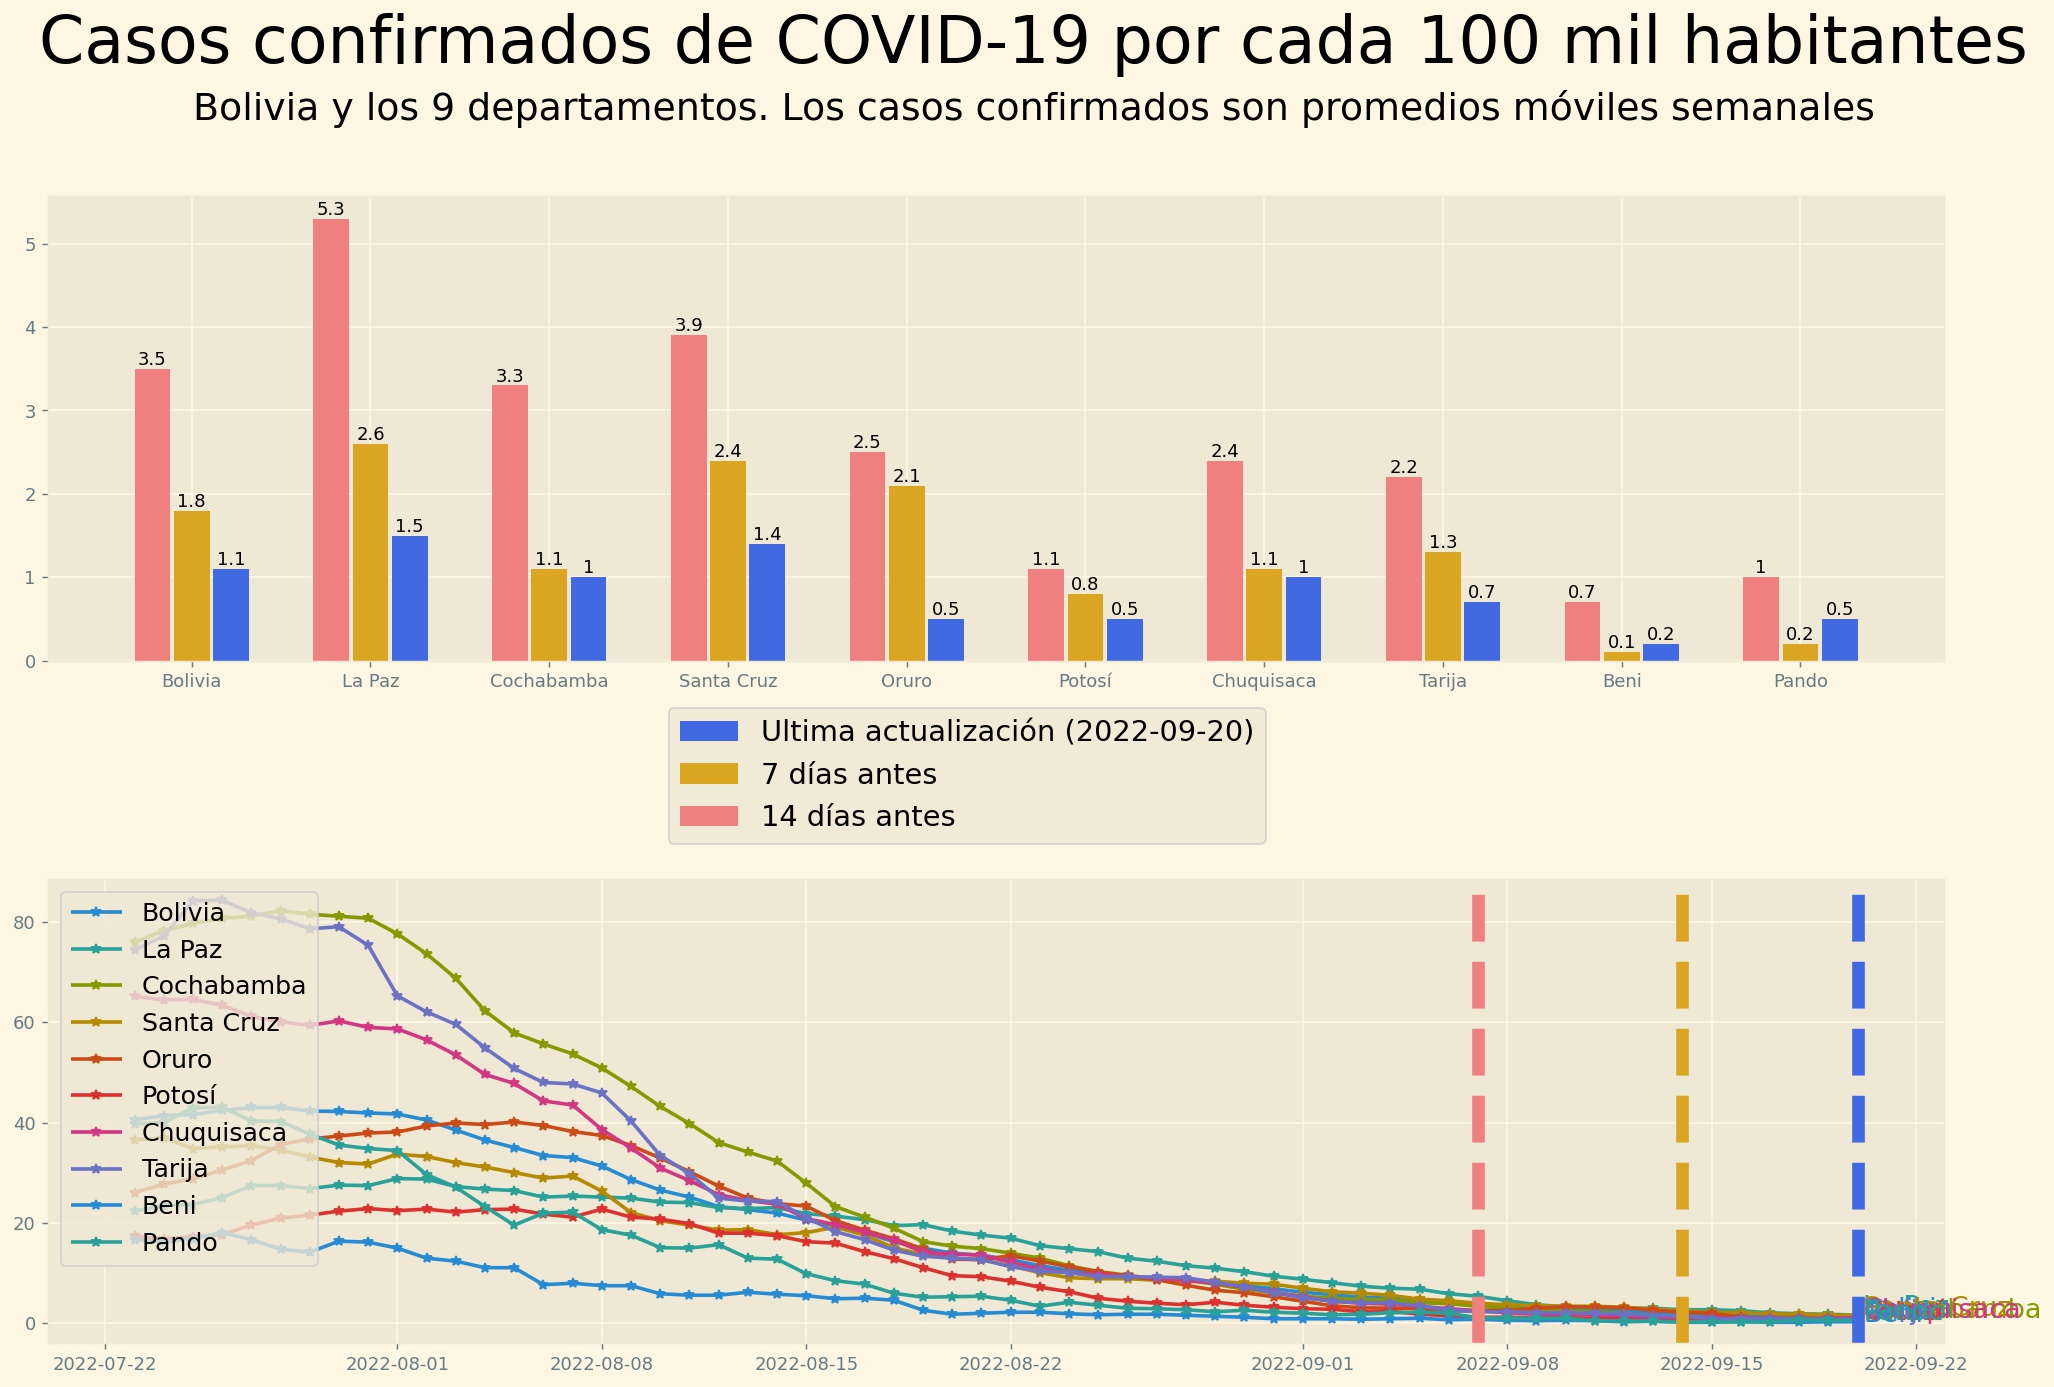 Casos confirmados de COVID-19 por cada 100 mil habitantes
Bolivia y los 9 departamentos. Los casos confirmados son promedios móviles semanales
5
4
3
2
1
0
3.5 1.8 1.1
5.3 2.6 1.5
3.3 1.1 1
3.9 2.4 1.4
2.5 2.1 0.5
1.1 0.8 0.5
2.4 1.1 1
2.2 1.3 0.7
0.7 0.1 0.2
1 0.2 0.5
Bolivia La Paz Cochabamba Santa Cruz Oruro Potosí Chuquisaca Tarija Beni Pando
Ultima actualización (2022-09-20)
7 días antes
14 días antes
80
60
40
20
0
Bolivia
La Paz
Cochabamba
Santa Cruz
Oruro
Potosí
Chuquisaca
Tarija
Beni
Pando
2022-07-22 2022-08-01 2022-08-08 2022-08-15 2022-08-22 2022-09-01 2022-09-08 2022-09-15 2022-09-22